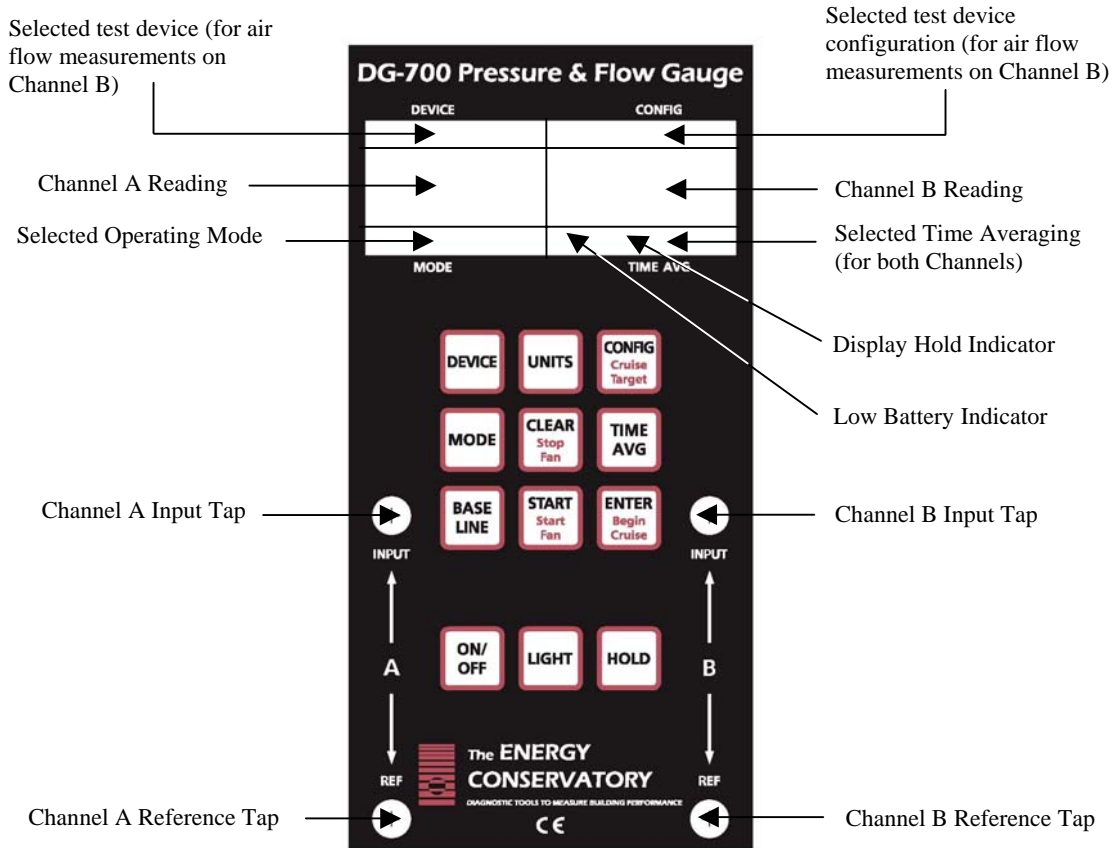 Selected test device (for air
flow measurements on
Channel B)
Selected test device
configuration (for air flow
measurements on Channel B)
DG-700 Pressure & Flow Gauge
DEVICE
CONFIG
Channel A Reading
Channel B Reading
Selected Operating Mode
Selected Time Averaging
(for both Channels)
MODE
TIME AVG
Display Hold Indicator
Low Battery Indicator
DEVICE
UNITS
CONFIG
Cruise
Target
MODE
CLEAR
Stop
Fan
TIME
AVG
BASE
LINE
START
Start
Fan
ENTER
Begin
Cruise
Channel A Input Tap
Channel B Input Tap
INPUT
INPUT
A
B
ON/
OFF
LIGHT
HOLD
REF
REF
The ENERGY
CONSERVATORY
DIAGNOSTIC TOOLS TO MEASURE BUILDING PERFORMANCE
CE
Channel A Reference Tap
Channel B Reference Tap